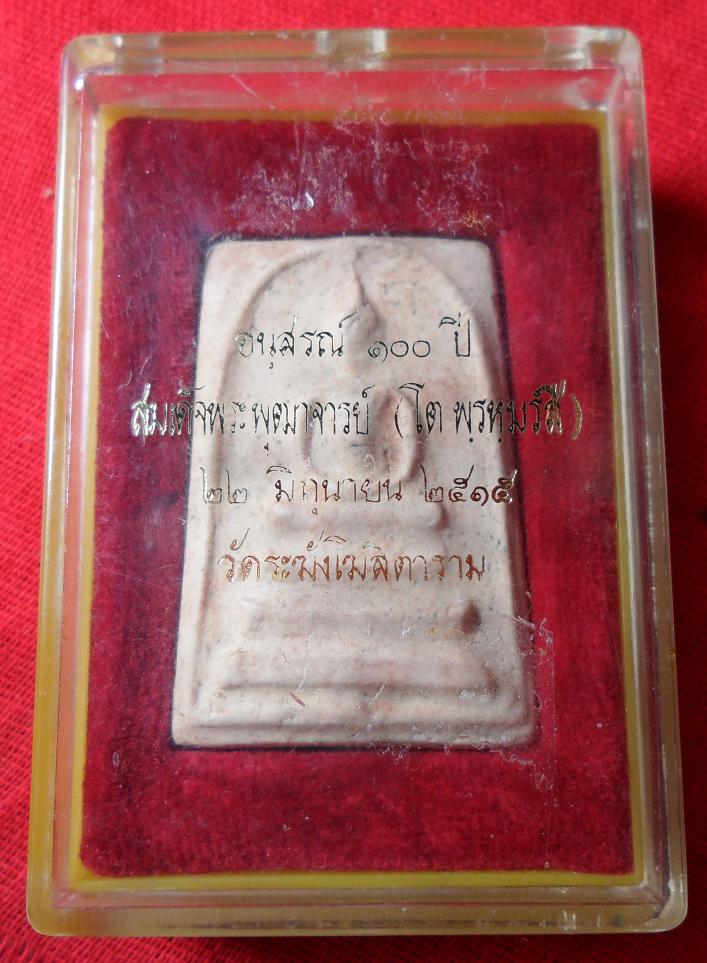 อนุสรณ์ ๑๐๐ ปี
สมเด็จพระพุฒาจารย์ (โต พฺรหฺมรํสี)
๒๒ มิถุนายน ๒๕๑๕
วัดระฆังโฆสิตาราม